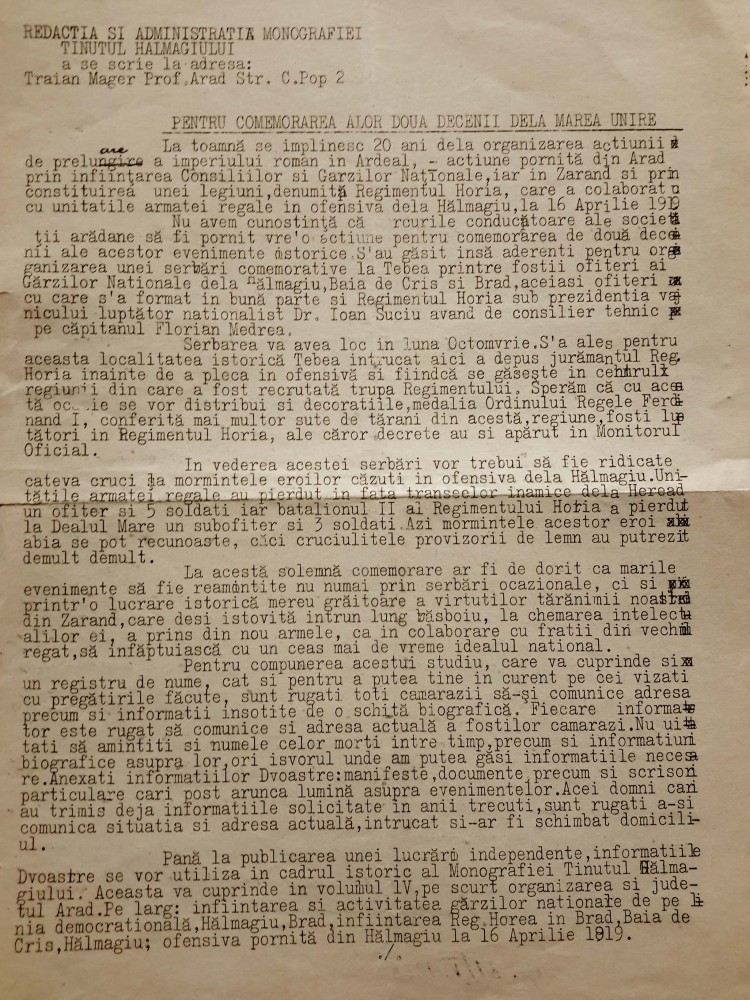 REDACTIA SI ADMINISTRATIA MONOGRAFIEI
TINUTUL HALMAGIULUI
a se scrie la adresa:
Traian Mager Prof.Arad Str. C.Pop 2
PENTRU COMEMORAREA ALOR DOUA DECENII DELA MAREA UNIRE
La toamnă se implinesc 20 ani dela organizarea actiunii
are
de prelungire a imperiului român in Ardeal, - actiune pornită din Arad
prin infiintarea Consiliilor si Garzilor Naționale,iar in Zarand si prin
constituirea unei legiuni,denumită Regimentul Horia, care a colaborat
cu unitatile armatei regale in ofensiva dela Hălmagiu,la 16 Aprilie 1919
Nu avem cunostință că rcurile conducătoare ale societă
ții arădane să fi pornit vre'o actiune pentru comemorarea de două dece
nii ale acestor evenimente istorice.S'au găsit insă aderenti pentru orga
ganizarea unei serbări comemorative la Tebea printre fostii ofiteri ai
Gărzilor Nationale dela Hălmagiu,Baia de Cris si Brad,aceiasi ofiteri
cu care s'a format in bună parte si Regimentul Horia sub prezidentia va
nicului luptător nationalist Dr. Ioan Suciu avand de consilier tehnic
pe căpitanul Florian Medrea.
Serbarea va avea loc in luna Octomvrie.S'a ales pentru
aceasta localitatea istorică Tebea intrucat aici a depus jurământul Reg.
Horia inainte de a pleca in ofensivă si fiindcă se găsește in centrul
regiunii din care a fost recrutată trupa Regimentului. Sperăm că cu acea
tă oc ie se vor distribui si decoratiile,medalia Ordinului Regele Ferdi
nand I, conferită mai multor sute de tărani din acestă,regiune,fosti lup
tători in Regimentul Horia, ale căror decrete au si apărut in Monitorul
Oficial.
In vederea acestei serbări vor trebui să fie ridicate
cateva cruci la mormintele eroilor căzuti in ofensiva dela Hălmagiu.Uni-
tătile armatei regale au pierdut in fata transeelor inamice dela Heread
un ofiter si 5 soldati iar batalionul II al Regimentului Horia a pierdut
la Dealul Mare un subofiter si 3 soldati.Azi mormintele acestor eroi
abia se pot recunoaste, căci cruciulitele provizorii de lemn au putrezit
demult demult.
La acestă solemnă comemorare ar fi de dorit ca marile
evenimente să fie reamintite nu numai prin serbări ocazionale, ci si
printr'o lucrare istorică mereu grăitoare a virtutilor tărănimii noastre
din Zarand,care desi istovită intrun lung răsboiu, la chemarea intelectu
alilor ei, a prins din nou armele, ca in colaborare cu fratii din vechiul
regat,să infăptuiască cu un ceas mai de vreme idealul national.
Pentru compunerea acestui studiu, care va cuprinde si
un registru de nume, cat si pentru a putea tine in curent pe cei vizati
cu pregătirile făcute, sunt rugati toti camarazii să-și comunice adresa
precum si informatii insotite de o schită biografică. Fiecare informa
tor este rugat să comunice si adresa actuală a fostilor camarazi.Nu uita
tati să amintiti si numele celor morti intre timp,precum si informatiuni
biografice asupra lor,ori isvorul unde am putea găsi informatiile necesa
re.Anexati informatiilor Dvoastre:manifeste,documente precum si scrisori
particulare cari pot arunca lumină asupra evenimentelor.Acei domni cari
au trimis deja informatiile solicitate in anii trecuti,sunt rugati a-si
comunica situatia si adresa actuală,intrucat si-ar fi schimbat domicili-
ul.
Pană la publicarea unei lucrări independente,informatiile
Dvoastre se vor utiliza in cadrul istoric al Monografiei Tinutul Hălma-
giului. Aceasta va cuprinde in volumul IV,pe scurt organizarea si jude-
tul Arad.Pe larg: infiintarea si activitatea gărzilor nationale de pe li
nia democratională,Hălmagiu,Brad,infiintarea Reg.Horea in Brad,Baia de
Cris,Hălmagiu; ofensiva pornită din Hălmagiu la 16 Aprilie 1919.
./.